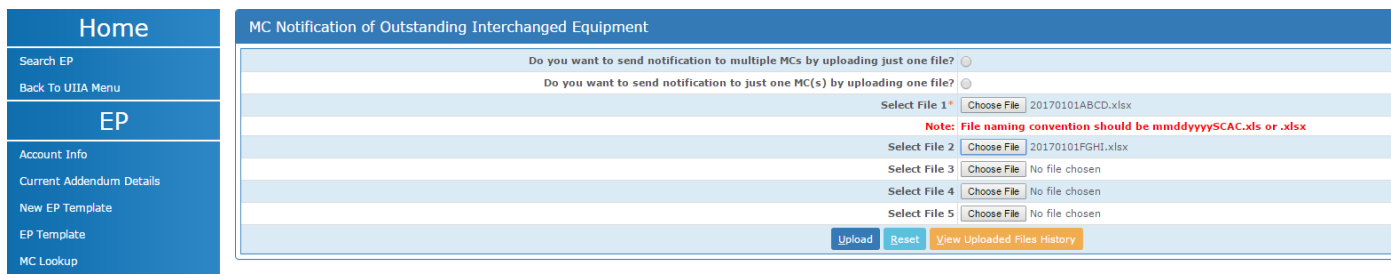 Home
Search EP
Back To UIIA Menu
EP
Account Info
Current Addendum Details
New EP Template
EP Template
MC Lookup
MC Notification of Outstanding Interchanged Equipment
Do you want to send notification to multiple MCs by uploading just one file?
Do you want to send notification to just one MC(s) by uploading one file?
Select File 1* Choose File 20170101ABCD.xlsx
Note: File naming convention should be mmddyyyySCAC.xls or .xlsx
Select File 2 Choose File 20170101FGHI.xlsx
Select File 3 Choose File No file chosen
Select File 4 Choose File No file chosen
Select File 5 Choose File No file chosen
Upload Reset View Uploaded Files History